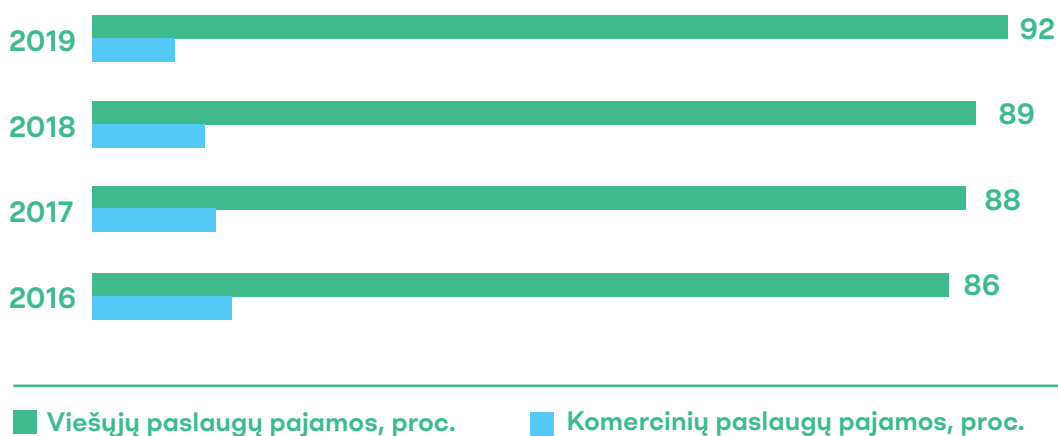 2019 92
2018 89
2017 88
2016 86
Viešųjų paslaugų pajamos, proc. Komercinių paslaugų pajamos, proc.